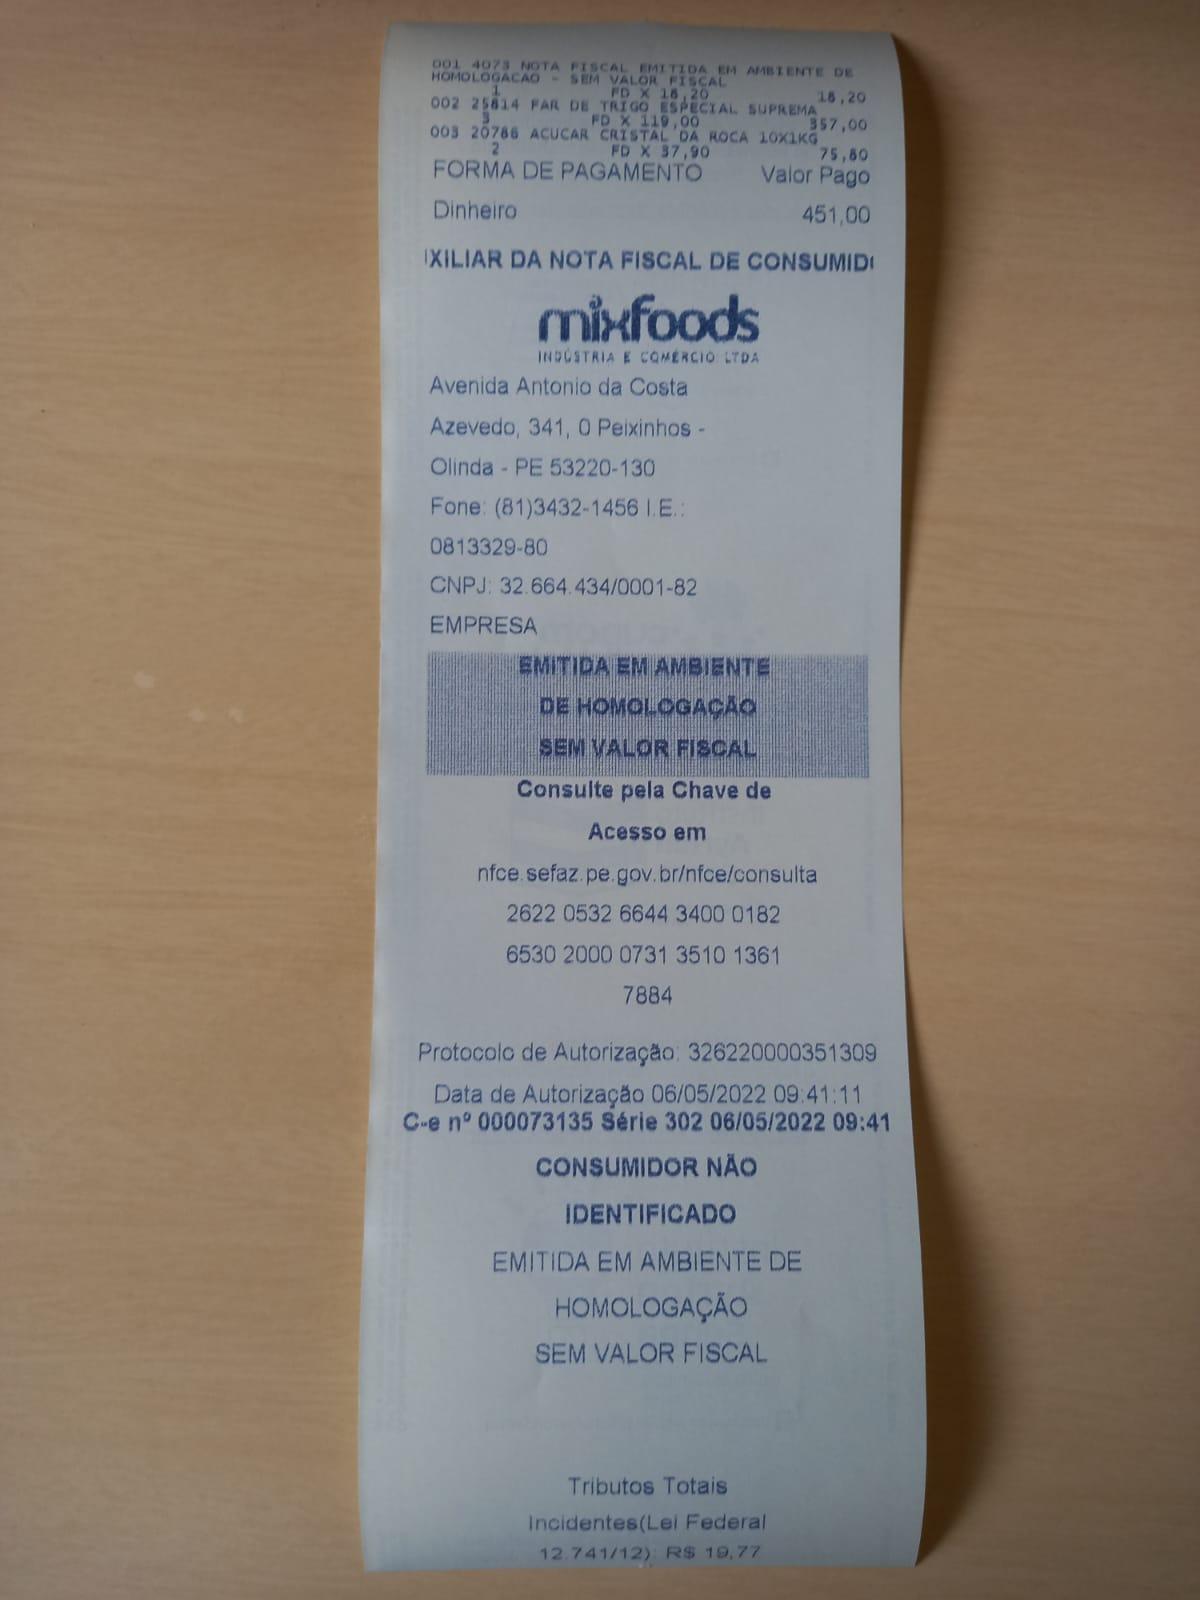 001 4073 NOTA FISCAL EMITIDA EM AMBIENTE DE
HOMOLOGACAO - SEM VALOR FISCAL
1 FD X 18,20 18,20
002 25814 FAR DE TRIGO ESPECIAL SUPREMA
3 FD X 119,00 357,00
003 20786 ACUCAR CRISTAL DA ROCA 10X1KG
2 FD X 37,90 75,80
FORMA DE PAGAMENTO Valor Pago
Dinheiro 451,00
XILIAR DA NOTA FISCAL DE CONSUMID
mixfoods
INDÚSTRIA E COMÉRCIO LTDA
Avenida Antonio da Costa
Azevedo, 341, 0 Peixinhos -
Olinda - PE 53220-130
Fone: (81)3432-1456 I.E.:
0813329-80
CNPJ: 32.664.434/0001-82
EMPRESA
EMITIDA EM AMBIENTE
DE HOMOLOGAÇÃO
SEM VALOR FISCAL
Consulte pela Chave de
Acesso em
nfce.sefaz.pe.gov.br/nfce/consulta
2622 0532 6644 3400 0182
6530 2000 0731 3510 1361
7884
Protocolo de Autorização: 326220000351309
Data de Autorização 06/05/2022 09:41:11
C-e nº 000073135 Série 302 06/05/2022 09:41
CONSUMIDOR NÃO
IDENTIFICADO
EMITIDA EM AMBIENTE DE
HOMOLOGAÇÃO
SEM VALOR FISCAL
Tributos Totais
Incidentes(Lei Federal
12.741/12): R$ 19,77